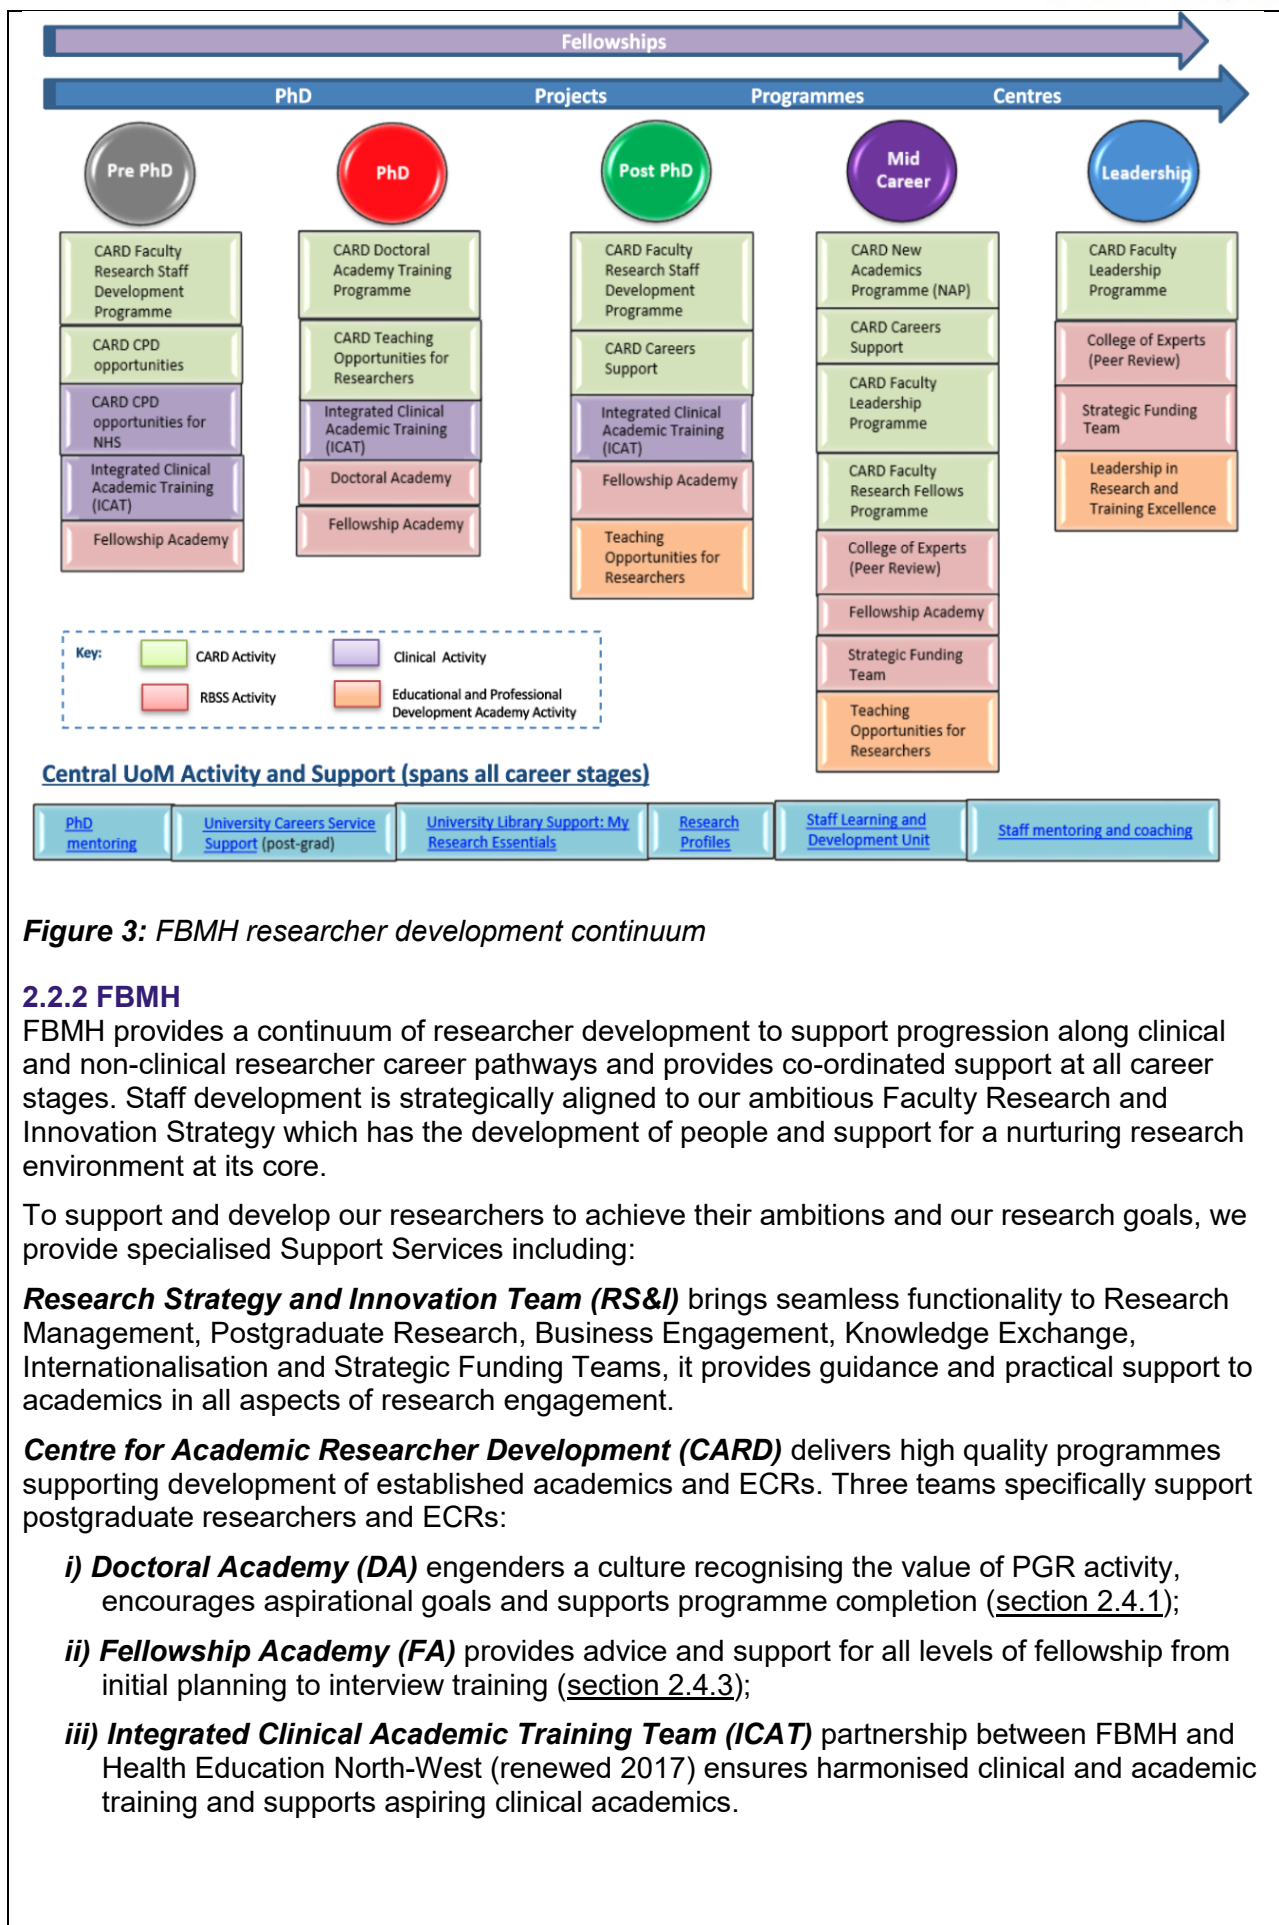 Fellowships
PhD Projects Programmes Centres
Pre PhD
PhD
Post PhD
Mid
Career
Leadership
CARD Faculty
Research Staff
Development
Programme
CARD CPD
opportunities
CARD CPD
opportunities for
NHS
Integrated Clinical
Academic Training
(ICAT)
Fellowship Academy
CARD Doctoral
Academy Training
Programme
CARD Teaching
Opportunities for
Researchers
Integrated Clinical
Academic Training
(ICAT)
Doctoral Academy
Fellowship Academy
CARD Faculty
Research Staff
Development
Programme
CARD Careers
Support
Integrated Clinical
Academic Training
(ICAT)
Fellowship Academy
Teaching
Opportunities for
Researchers
CARD New
Academics
Programme (NAP)
CARD Careers
Support
CARD Faculty
Leadership
Programme
CARD Faculty
Research Fellows
Programme
College of Experts
(Peer Review)
Fellowship Academy
Strategic Funding
Team
Teaching
Opportunities for
Researchers
CARD Faculty
Leadership
Programme
College of Experts
(Peer Review)
Strategic Funding
Team
Leadership in
Research and
Training Excellence
Key:
CARD Activity
Clinical Activity
RBSS Activity
Educational and Professional
Development Academy Activity
Central UoM Activity and Support (spans all career stages)
PhD
mentoring
University Careers Service
Support (post-grad)
University Library Support: My
Research Essentials
Research
Profiles
Staff Learning and
Development Unit
Staff mentoring and coaching
Figure 3: FBMH researcher development continuum
2.2.2 FBMH
FBMH provides a continuum of researcher development to support progression along clinical
and non-clinical researcher career pathways and provides co-ordinated support at all career
stages. Staff development is strategically aligned to our ambitious Faculty Research and
Innovation Strategy which has the development of people and support for a nurturing research
environment at its core.
To support and develop our researchers to achieve their ambitions and our research goals, we
provide specialised Support Services including:
Research Strategy and Innovation Team (RS&I) brings seamless functionality to Research
Management, Postgraduate Research, Business Engagement, Knowledge Exchange,
Internationalisation and Strategic Funding Teams, it provides guidance and practical support to
academics in all aspects of research engagement.
Centre for Academic Researcher Development (CARD) delivers high quality programmes
supporting development of established academics and ECRs. Three teams specifically support
postgraduate researchers and ECRs:
i) Doctoral Academy (DA) engenders a culture recognising the value of PGR activity,
encourages aspirational goals and supports programme completion (section 2.4.1);
ii) Fellowship Academy (FA) provides advice and support for all levels of fellowship from
initial planning to interview training (section 2.4.3);
iii) Integrated Clinical Academic Training Team (ICAT) partnership between FBMH and
Health Education North-West (renewed 2017) ensures harmonised clinical and academic
training and supports aspiring clinical academics.